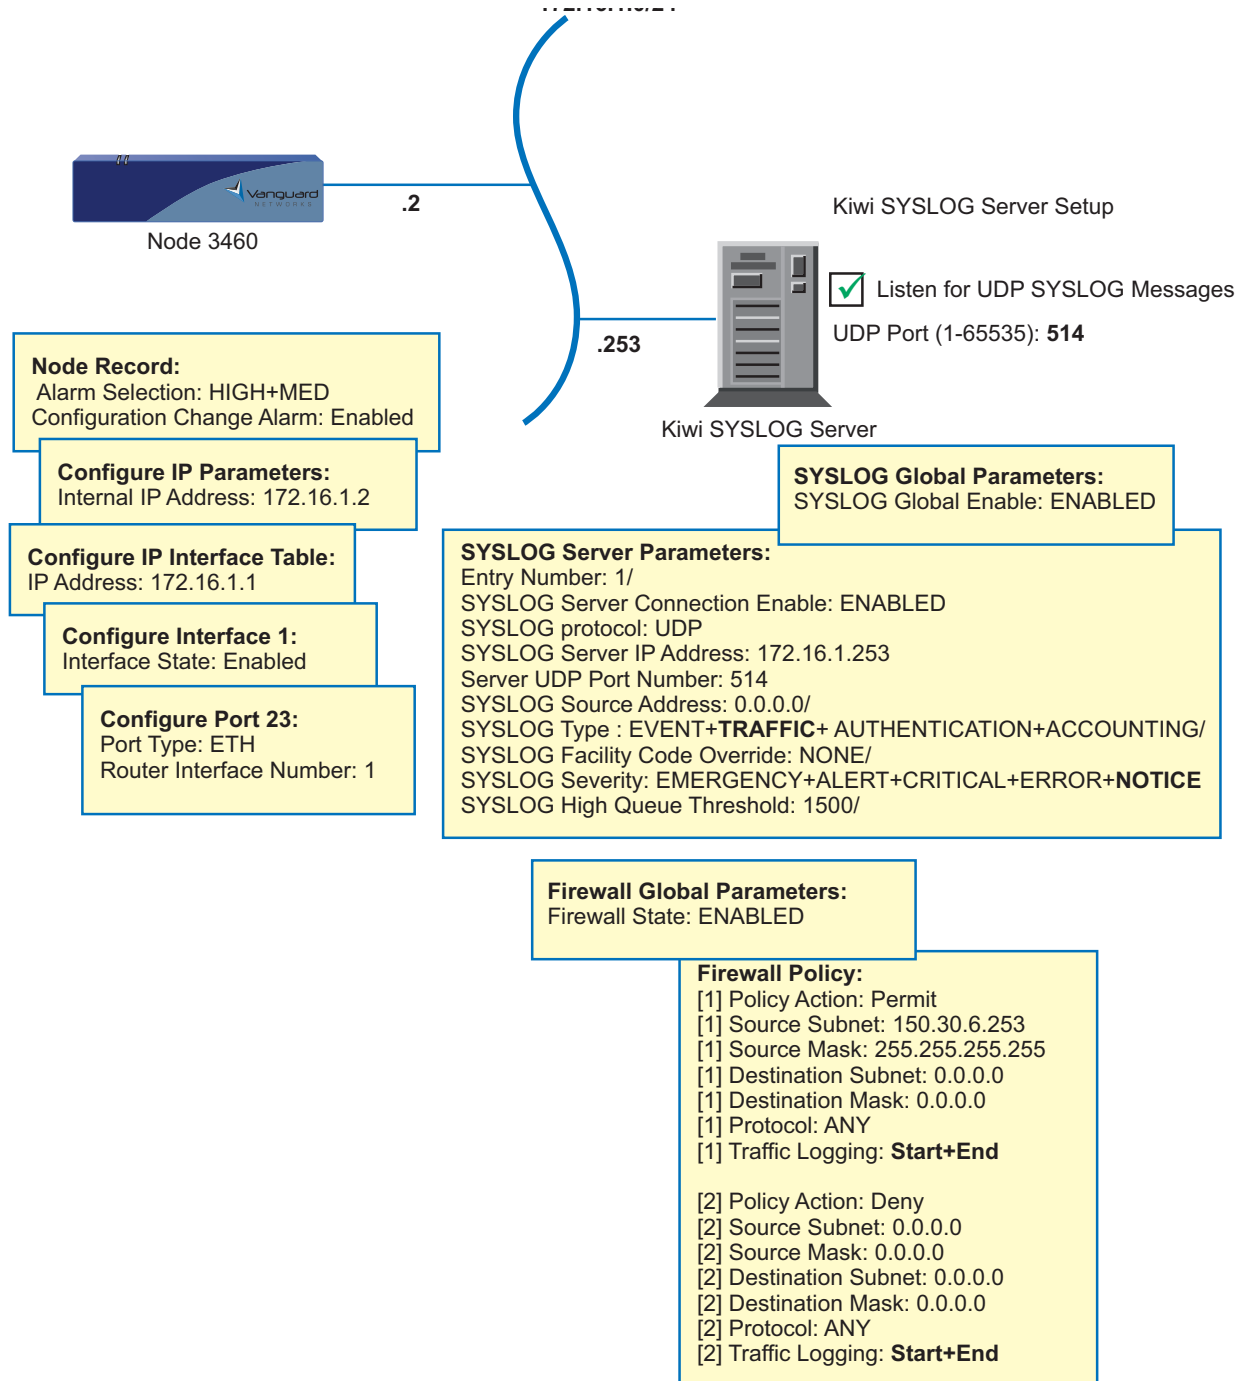 Vanguard
NETWORKS
.2
Node 3460
Kiwi SYSLOG Server Setup
Listen for UDP SYSLOG Messages
UDP Port (1-65535): 514
.253
Kiwi SYSLOG Server
Node Record:
Alarm Selection: HIGH+MED
Configuration Change Alarm: Enabled
Configure IP Parameters:
Internal IP Address: 172.16.1.2
Configure IP Interface Table:
IP Address: 172.16.1.1
Configure Interface 1:
Interface State: Enabled
Configure Port 23:
Port Type: ETH
Router Interface Number: 1
SYSLOG Global Parameters:
SYSLOG Global Enable: ENABLED
SYSLOG Server Parameters:
Entry Number: 1/
SYSLOG Server Connection Enable: ENABLED
SYSLOG protocol: UDP
SYSLOG Server IP Address: 172.16.1.253
Server UDP Port Number: 514
SYSLOG Source Address: 0.0.0.0/
SYSLOG Type : EVENT+TRAFFIC+ AUTHENTICATION+ACCOUNTING/
SYSLOG Facility Code Override: NONE/
SYSLOG Severity: EMERGENCY+ALERT+CRITICAL+ERROR+NOTICE
SYSLOG High Queue Threshold: 1500/
Firewall Global Parameters:
Firewall State: ENABLED
Firewall Policy:
[1] Policy Action: Permit
[1] Source Subnet: 150.30.6.253
[1] Source Mask: 255.255.255.255
[1] Destination Subnet: 0.0.0.0
[1] Destination Mask: 0.0.0.0
[1] Protocol: ANY
[1] Traffic Logging: Start+End
[2] Policy Action: Deny
[2] Source Subnet: 0.0.0.0
[2] Source Mask: 0.0.0.0
[2] Destination Subnet: 0.0.0.0
[2] Destination Mask: 0.0.0.0
[2] Protocol: ANY
[2] Traffic Logging: Start+End